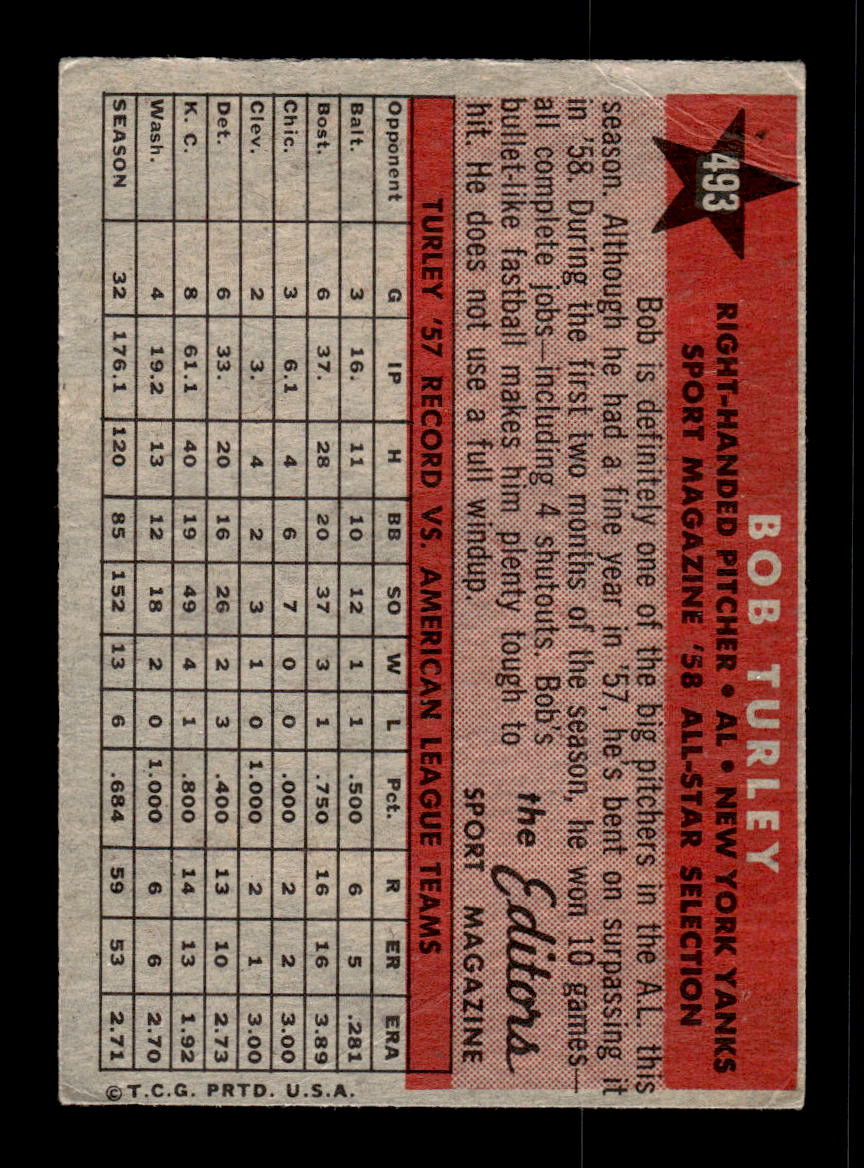 493
BOB TURLEY
RIGHT-HANDED PITCHER • AL • NEW YORK YANKS
SPORT MAGAZINE '58 ALL-STAR SELECTION
Bob is definitely one of the big pitchers in the A.L. this
season. Although he had a fine year in '57, he's bent on surpassing it
in '58. During the first two months of the season, he won 10 games—
all complete jobs—including 4 shutouts. Bob's
bullet-like fastball makes him plenty tough to
hit. He does not use a full windup.
the Editors
SPORT MAGAZINE
TURLEY '57 RECORD VS. AMERICAN LEAGUE TEAMS
Opponent G IP H BB SO W L Pct. R ER ERA
Balt. 3 16. 11 10 12 1 1 .500 6 5 .281
Bost. 6 37. 28 20 37 3 1 .750 16 16 3.89
Chic. 3 6.1 4 6 7 0 0 .000 2 2 3.00
Clev. 2 3. 4 2 3 1 0 1.000 2 1 3.00
Det. 6 33. 20 16 26 2 3 .400 13 10 2.73
K. C. 8 61.1 40 19 49 4 1 .800 14 13 1.92
Wash. 4 19.2 13 12 18 2 0 1.000 6 6 2.70
SEASON 32 176.1 120 85 152 13 6 .684 59 53 2.71
© T.C.G. PRTD. U.S.A.